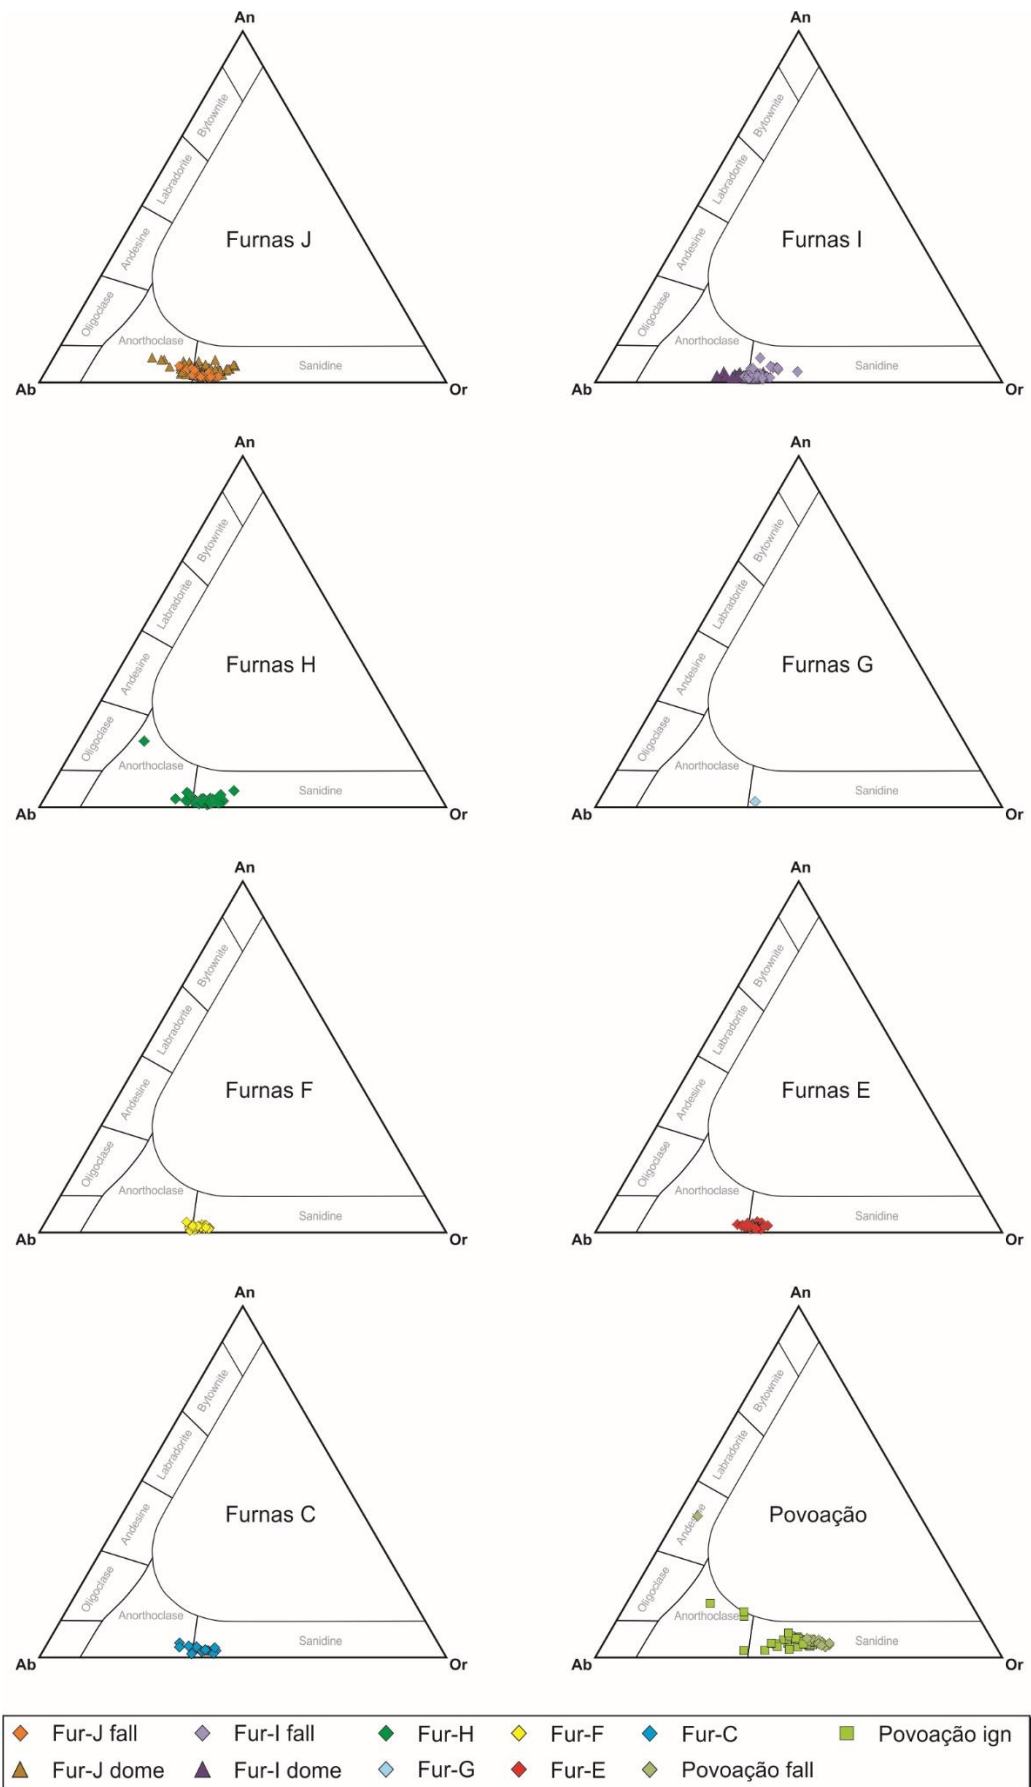 An
An
Bytownite
Labradorite
Andesine
Oligoclase
Anorthoclase
Sanidine
Furnas J
Ab
Or
Bytownite
Labradorite
Andesine
Oligoclase
Anorthoclase
Sanidine
Furnas I
Ab
Or
An
An
Bytownite
Labradorite
Andesine
Oligoclase
Anorthoclase
Sanidine
Furnas H
Ab
Or
Bytownite
Labradorite
Andesine
Oligoclase
Anorthoclase
Sanidine
Furnas G
Ab
Or
An
An
Bytownite
Labradorite
Andesine
Oligoclase
Anorthoclase
Sanidine
Furnas F
Ab
Or
Bytownite
Labradorite
Andesine
Oligoclase
Anorthoclase
Sanidine
Furnas E
Ab
Or
An
An
Bytownite
Labradorite
Andesine
Oligoclase
Anorthoclase
Sanidine
Furnas C
Ab
Or
Bytownite
Labradorite
Andesine
Oligoclase
Anorthoclase
Sanidine
Povoação
Ab
Or
Fur-J fall Fur-I fall Fur-H Fur-F Fur-C Povoação ign
Fur-J dome Fur-I dome Fur-G Fur-E Povoação fall